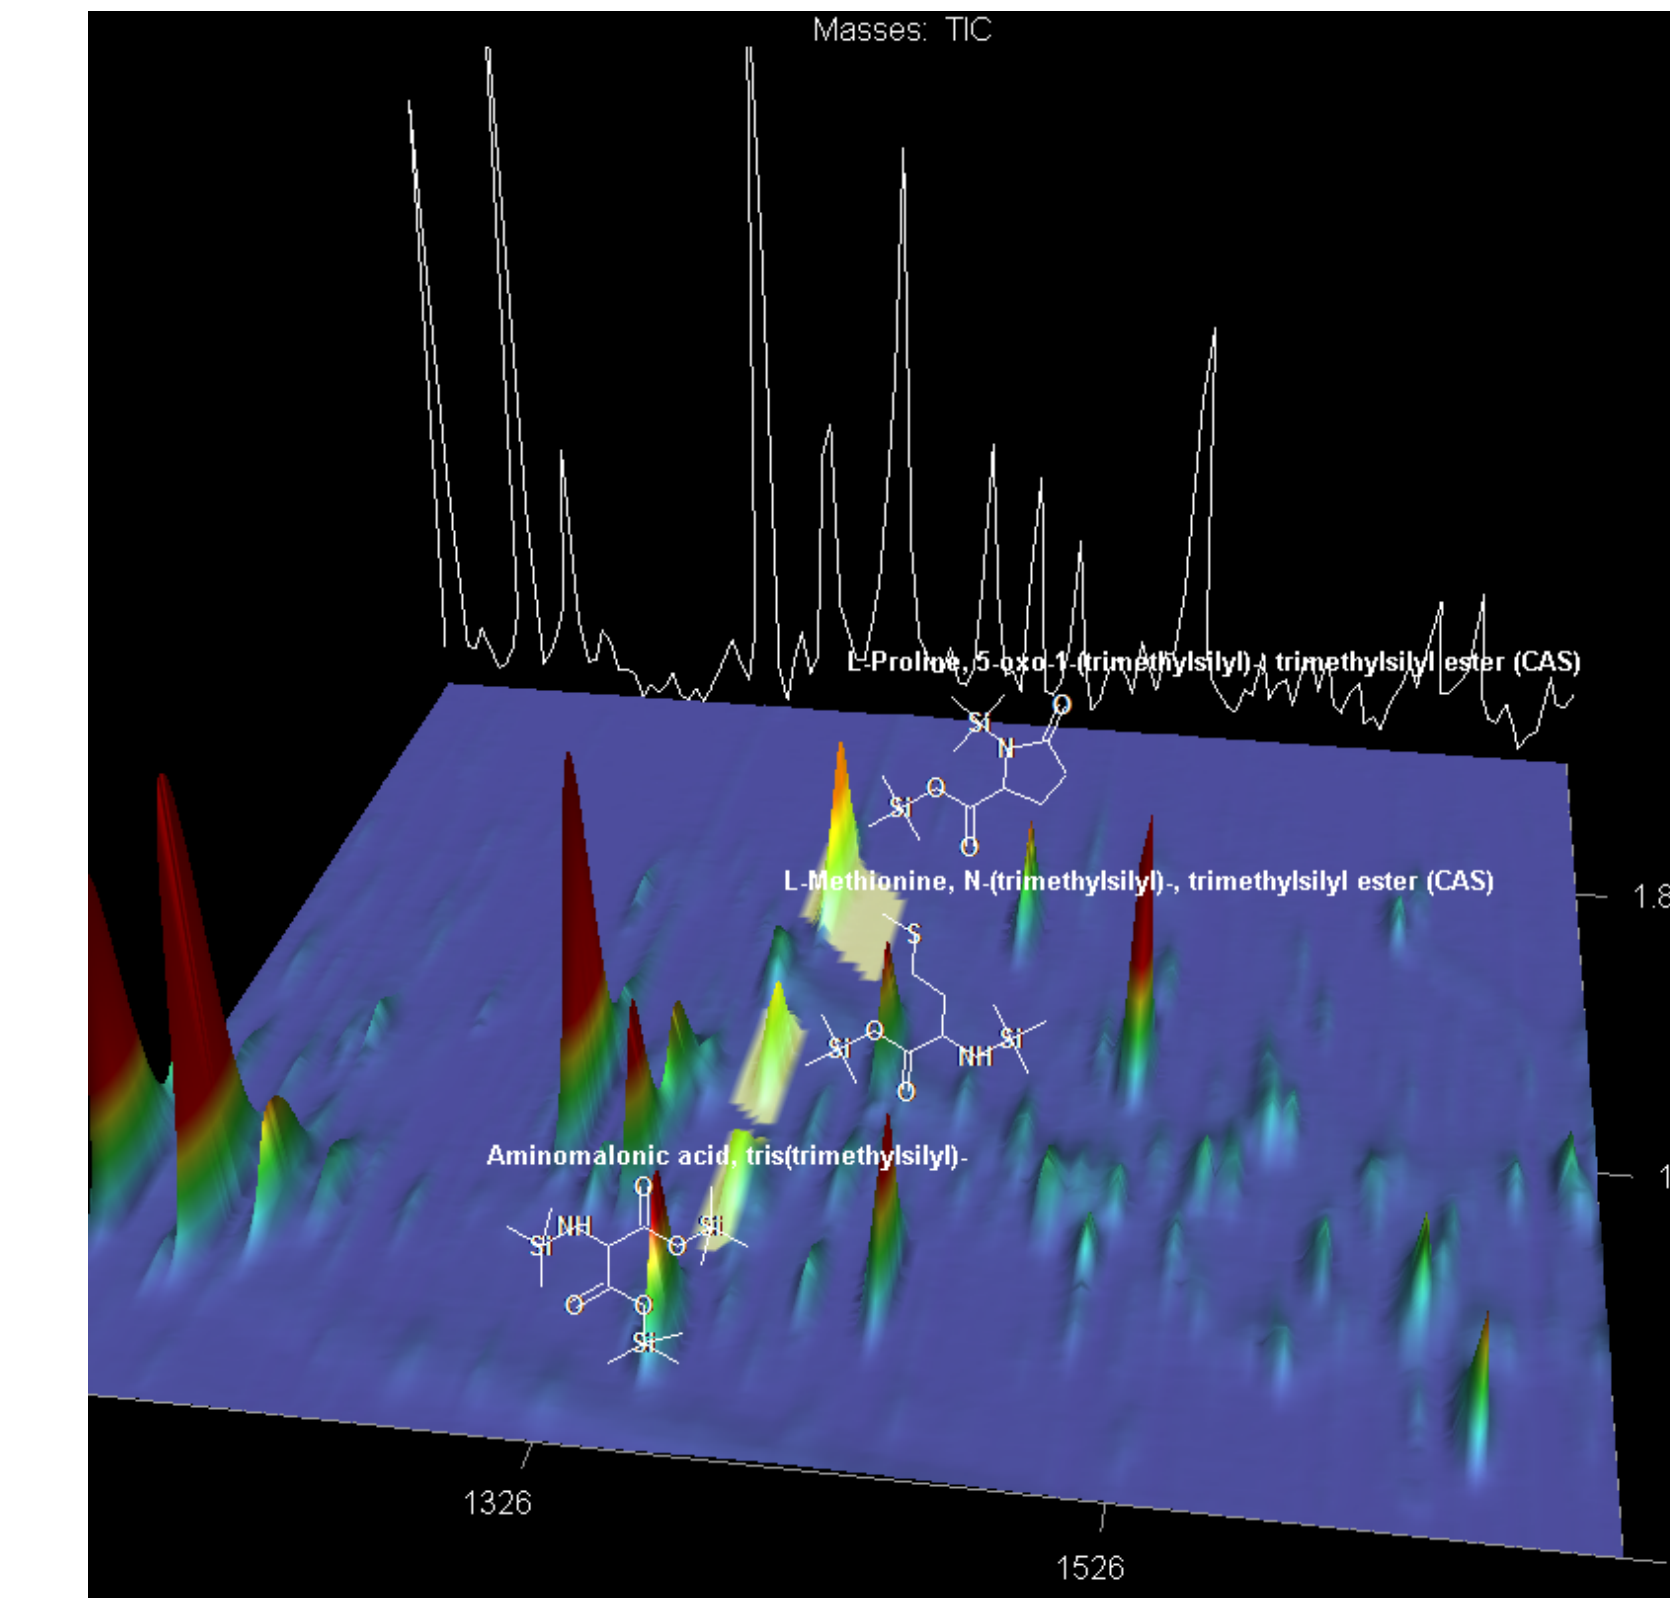 Masses: TIC
L-Proline, 5-oxo-1-(trimethylsilyl)-, trimethylsilyl ester (CAS)
Si
O
N
O
Si
O
1.8
L-Methionine, N-(trimethylsilyl)-, trimethylsilyl ester (CAS)
S
O
Si
Si
NH
O
Aminomalonic acid, tris(trimethylsilyl)-
1
O
NH
Si
Si
O
O
O
Si
1326
1526